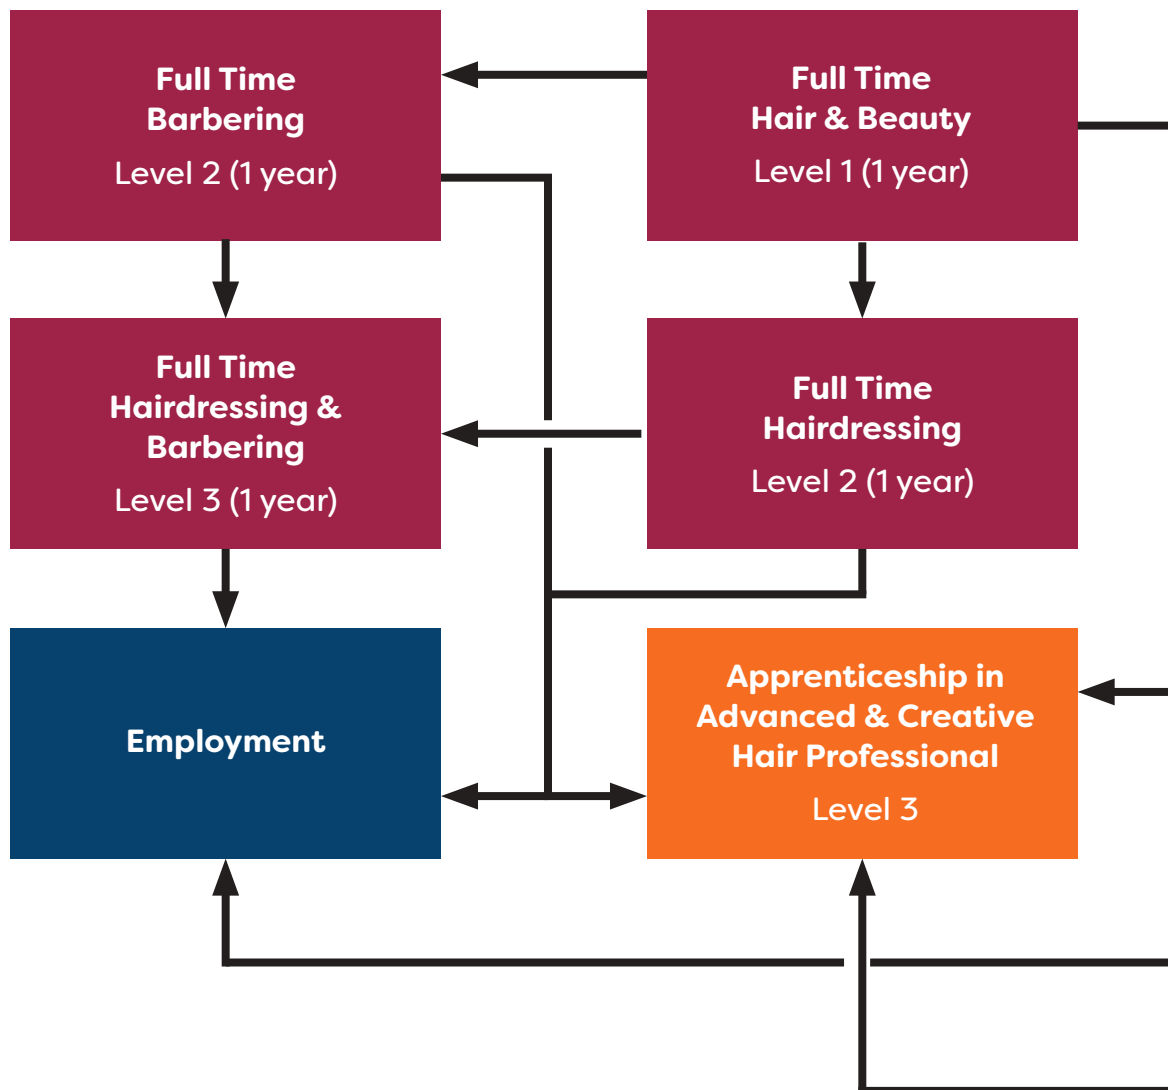 Full Time
Barbering
Level 2 (1 year)
Full Time
Hair & Beauty
Level 1 (1 year)
Full Time
Hairdressing &
Barbering
Level 3 (1 year)
Full Time
Hairdressing
Level 2 (1 year)
Employment
Apprenticeship in
Advanced & Creative
Hair Professional
Level 3